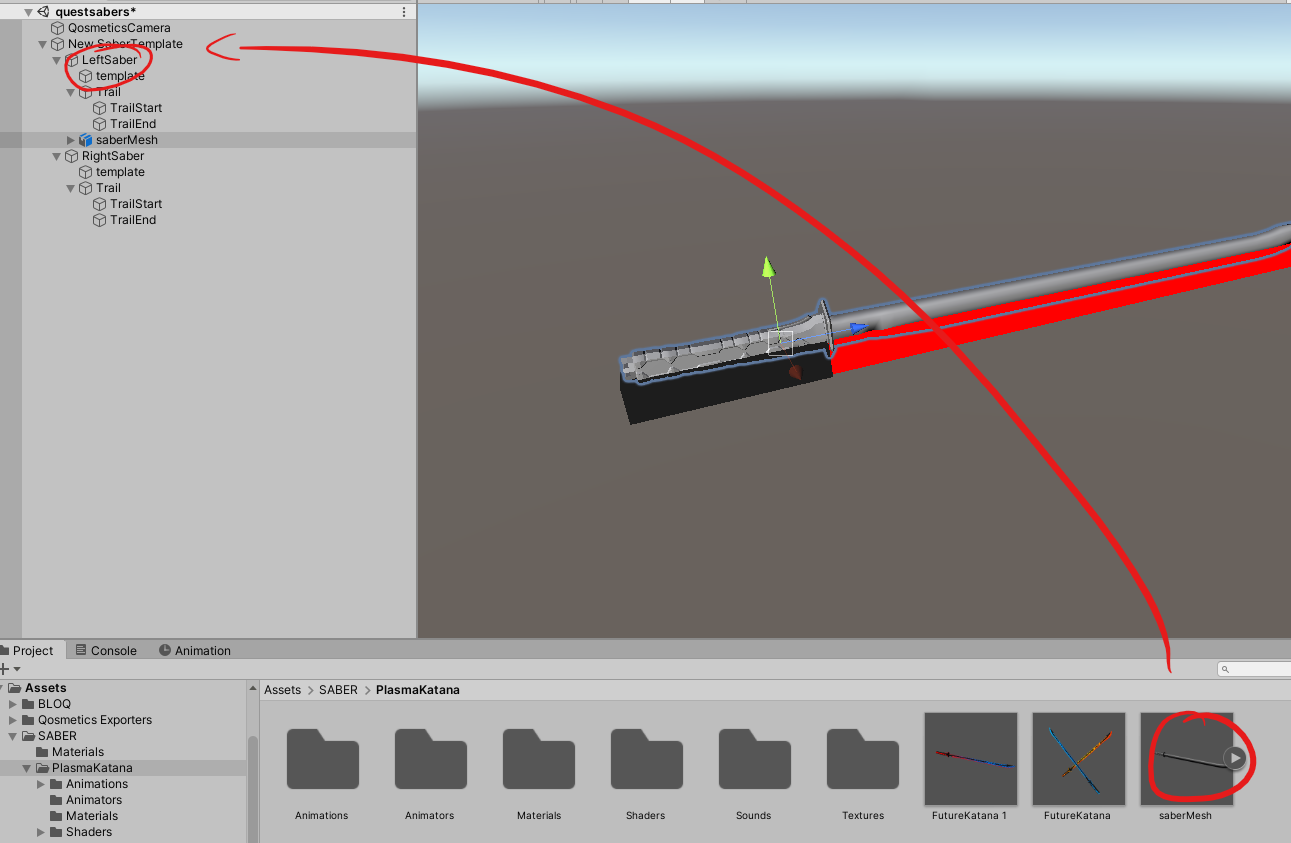 questsabers*
QosmeticsCamera
New SaberTemplate
LeftSaber
template
Trail
TrailStart
TrailEnd
saberMesh
RightSaber
template
Trail
TrailStart
TrailEnd
Project
Console
Animation
Assets
BLOQ
Qosmetics Exporters
SABER
Materials
PlasmaKatana
Animations
Animators
Materials
Shaders
Assets > SABER > PlasmaKatana
Animations
Animators
Materials
Shaders
Sounds
Textures
FutureKatana 1
FutureKatana
saberMesh